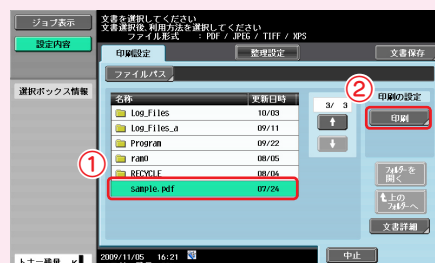 ジョブ表示
設定内容
選択ボックス情報
文書を選択してください
文書選択後､利用方法を選択してください
ファイル形式 : PDF / JPEG / TIFF / XPS
印刷設定
整理設定
文書保存
ファイルパス
名称 更新日時
Log_Files 10/03
Log_Files_a 09/11
Program 09/22
ram0 08/05
RECYCLE 08/04
① sample.pdf 07/24
3/ 3
②
印刷の設定
印刷
ﾌｫﾙﾀﾞｰを
開く
1上の
ﾌｫﾙﾀﾞｰへ
文書詳細
トナー残量 K
2009/11/05 16:21
中止